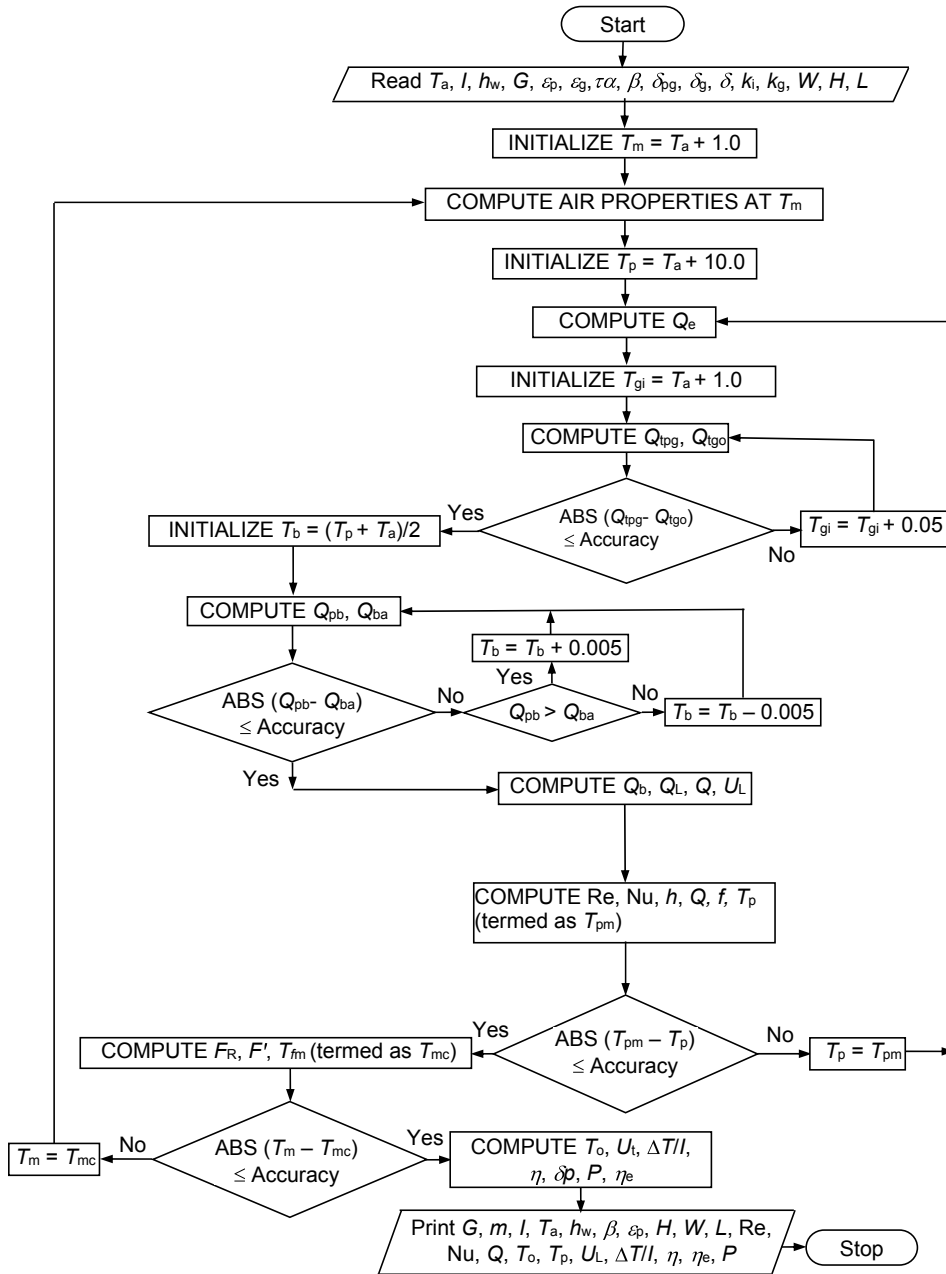 Start
Read Ta, I, hw, G, εp, εg, τα, β, δpg, δg, δ, ki, kg, W, H, L
INITIALIZE Tm = Ta + 1.0
COMPUTE AIR PROPERTIES AT Tm
INITIALIZE Tp = Ta + 10.0
COMPUTE Qe
INITIALIZE Tgi = Ta + 1.0
COMPUTE Qtpg, Qtgo
ABS (Qtpg- Qtgo)
≤ Accuracy
No
Tgi = Tgi + 0.05
Yes
INITIALIZE Tb = (Tp + Ta)/2
COMPUTE Qpb, Qba
ABS (Qpb- Qba)
≤ Accuracy
No
Qpb > Qba
Yes
Tb = Tb + 0.005
No
Tb = Tb – 0.005
Yes
COMPUTE Qb, QL, Q, UL
COMPUTE Re, Nu, h, Q, f, Tp
(termed as Tpm)
ABS (Tpm – Tp)
≤ Accuracy
No
Tp = Tpm
Yes
COMPUTE FR, F′, Tfm (termed as Tmc)
ABS (Tm – Tmc)
≤ Accuracy
No
Tm = Tmc
Yes
COMPUTE To, Ut, ΔT/I,
η, δp, P, ηe
Print G, m, I, Ta, hw, β, εp, H, W, L, Re,
Nu, Q, To, Tp, UL, ΔT/I, η, ηe, P
Stop